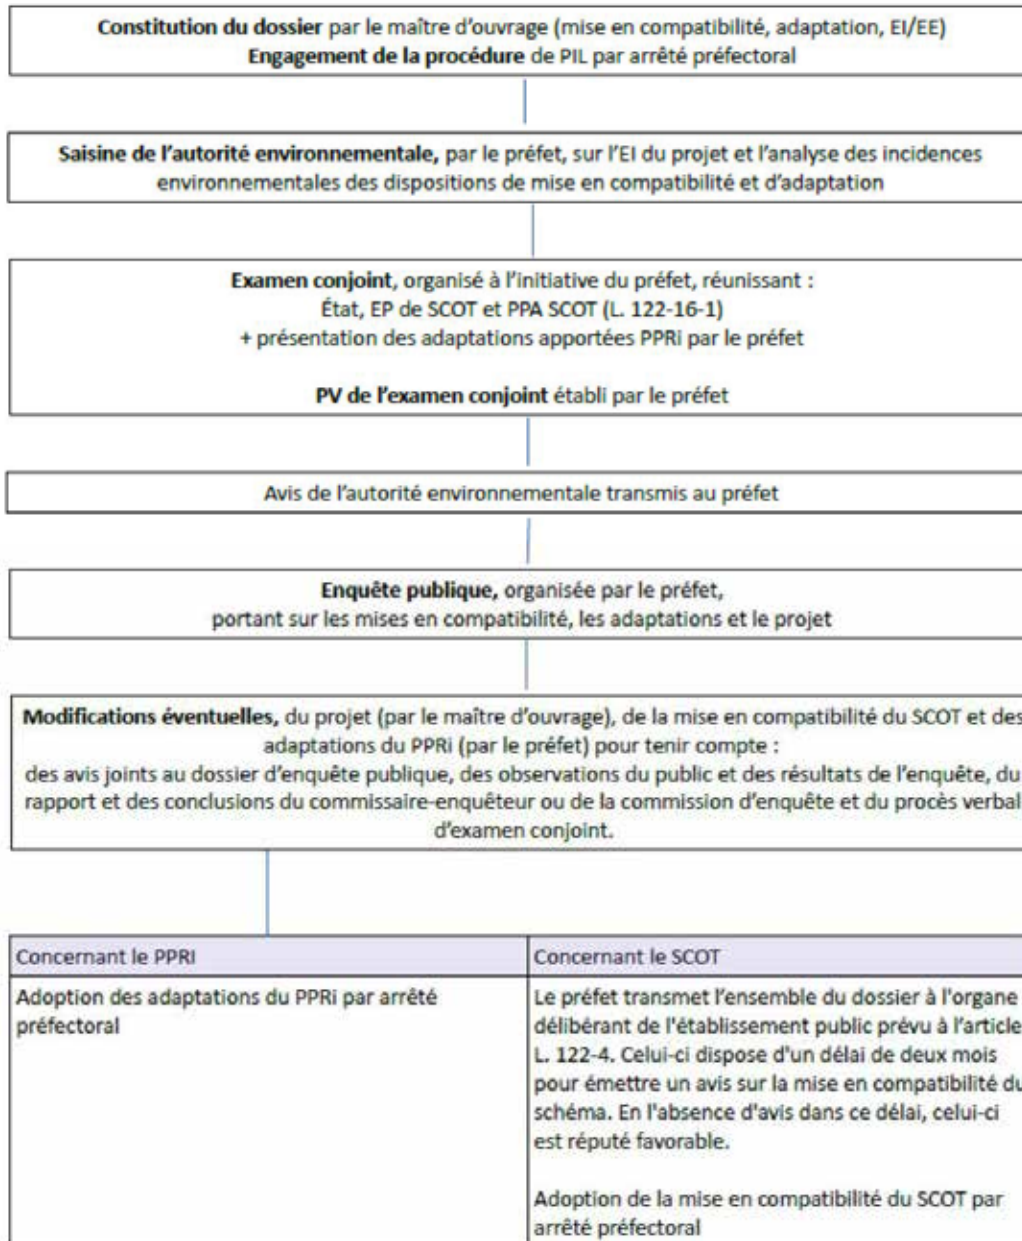 Constitution du dossier par le maître d'ouvrage (mise en compatibilité, adaptation, EI/EE)
Engagement de la procédure de PIL par arrêté préfectoral
Saisine de l'autorité environnementale, par le préfet, sur l'EI du projet et l'analyse des incidences
environnementales des dispositions de mise en compatibilité et d'adaptation
Examen conjoint, organisé à l'initiative du préfet, réunissant :
État, EP de SCOT et PPA SCOT (L. 122-16-1)
+ présentation des adaptations apportées PPRi par le préfet
PV de l'examen conjoint établi par le préfet
Avis de l'autorité environnementale transmis au préfet
Enquête publique, organisée par le préfet,
portant sur les mises en compatibilité, les adaptations et le projet
Modifications éventuelles, du projet (par le maître d'ouvrage), de la mise en compatibilité du SCOT et des
adaptations du PPRi (par le préfet) pour tenir compte :
des avis joints au dossier d'enquête publique, des observations du public et des résultats de l'enquête, du
rapport et des conclusions du commissaire-enquêteur ou de la commission d'enquête et du procès verbal
d'examen conjoint.
Concernant le PPRI
Adoption des adaptations du PPRi par arrêté
préfectoral
Concernant le SCOT
Le préfet transmet l'ensemble du dossier à l'organe
délibérant de l'établissement public prévu à l'article
L. 122-4. Celui-ci dispose d'un délai de deux mois
pour émettre un avis sur la mise en compatibilité du
schéma. En l'absence d'avis dans ce délai, celui-ci
est réputé favorable.
Adoption de la mise en compatibilité du SCOT par
arrêté préfectoral